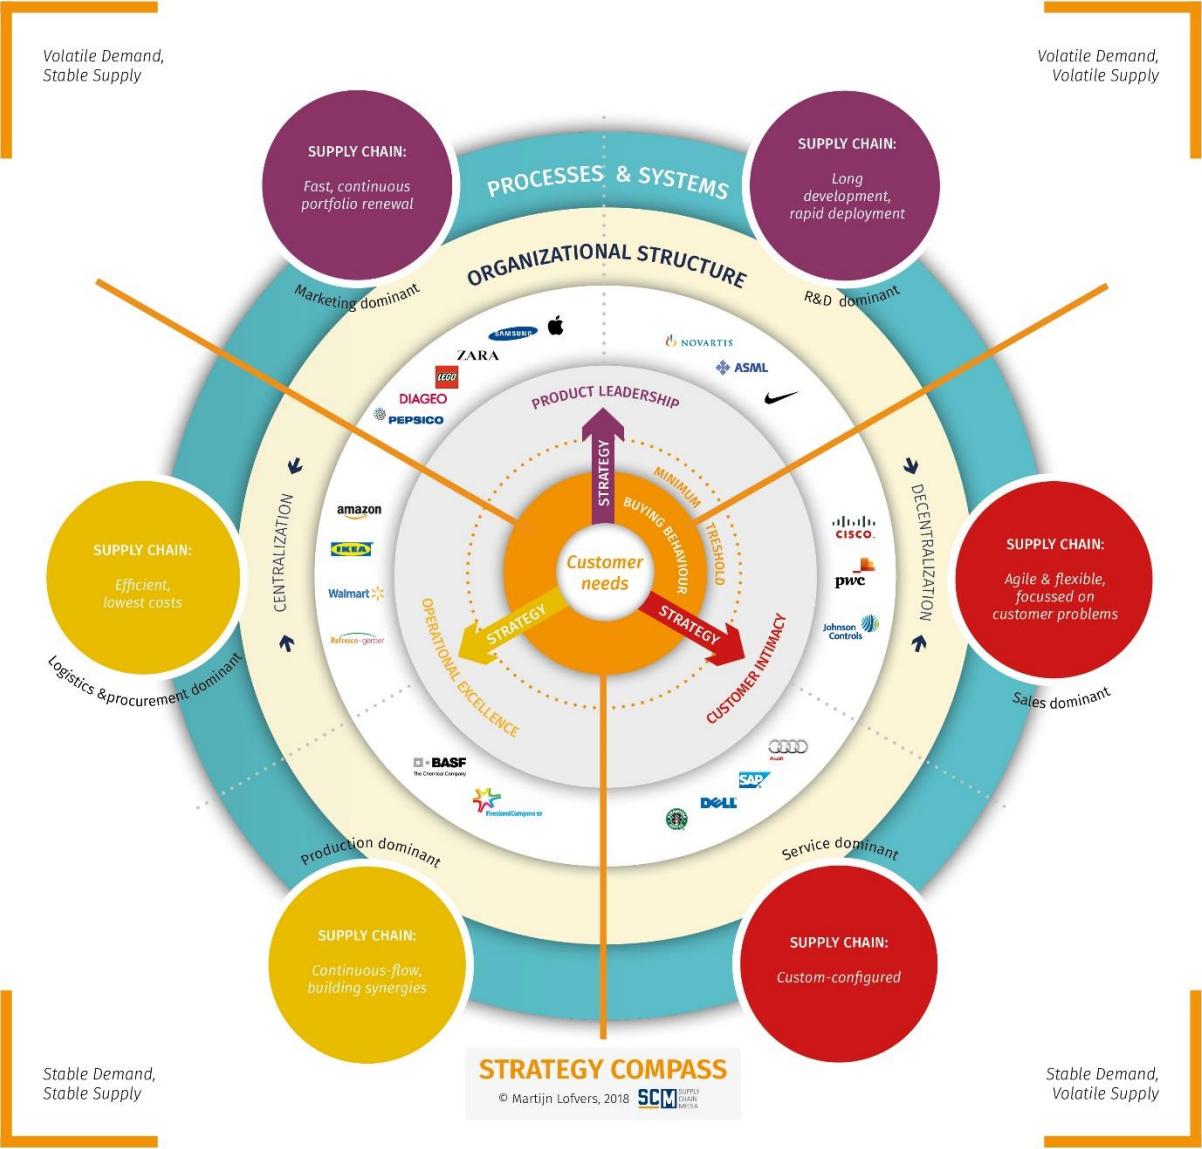 Volatile Demand,
Stable Supply
Volatile Demand,
Volatile Supply
SUPPLY CHAIN:
Fast, continuous
portfolio renewal
SUPPLY CHAIN:
Long
development,
rapid deployment
PROCESSES & SYSTEMS
ORGANIZATIONAL STRUCTURE
Marketing dominant
R&D dominant
SAMSUNG
ZARA
LEGO
DIAGEO
PEPSICO
NOVARTIS
ASML
PRODUCT LEADERSHIP
STRATEGY
MINIMUM
TRESHOLD
BUYING BEHAVIOUR
Customer
needs
STRATEGY
STRATEGY
OPERATIONAL EXCELLENCE
CUSTOMER INTIMACY
CENTRALIZATION
DECENTRALIZATION
amazon
IKEA
Walmart
Refresco-gerber
CISCO.
pwc
Johnson
Controls
SUPPLY CHAIN:
Efficient,
lowest costs
Logistics &procurement dominant
SUPPLY CHAIN:
Agile & flexible,
focussed on
customer problems
Sales dominant
BASF
The Chemical Company
FrieslandCampina
Audi
SAP
DELL
Production dominant
Service dominant
SUPPLY CHAIN:
Continuous-flow,
building synergies
SUPPLY CHAIN:
Custom-configured
STRATEGY COMPASS
© Martijn Lofvers, 2018
SCM
SUPPLY
CHAIN
MEDIA
Stable Demand,
Stable Supply
Stable Demand,
Volatile Supply